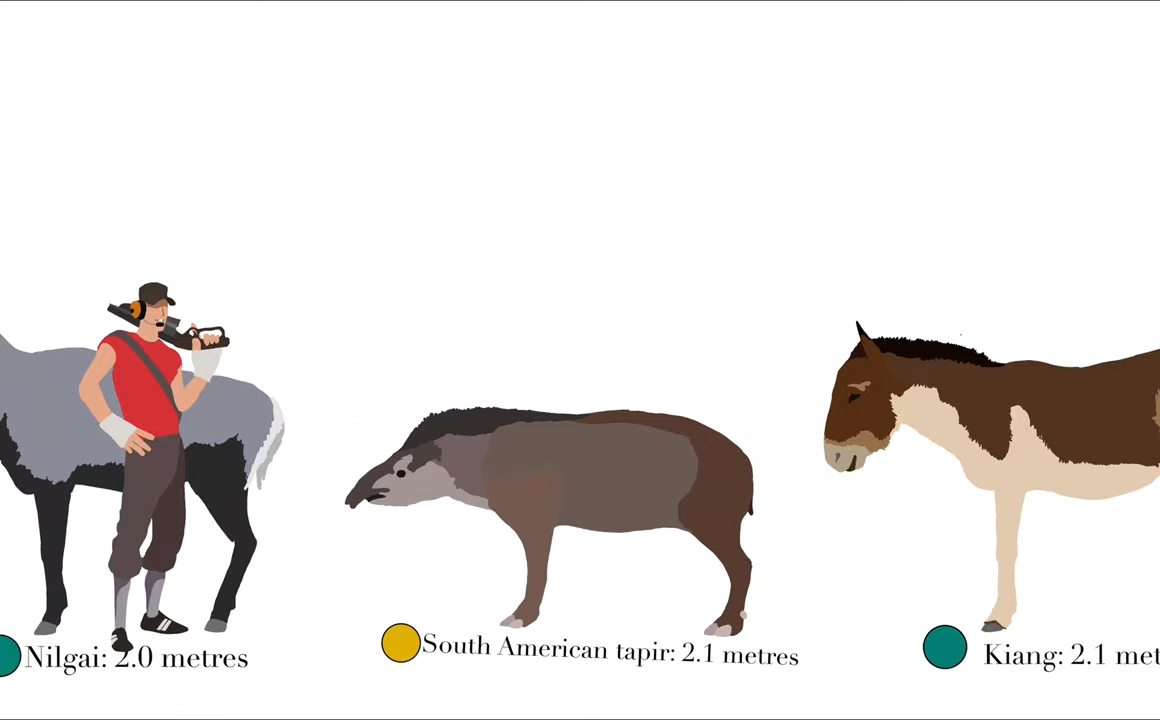 Nilgai: 2.0 metres
South American tapir: 2.1 metres
Kiang: 2.1 met